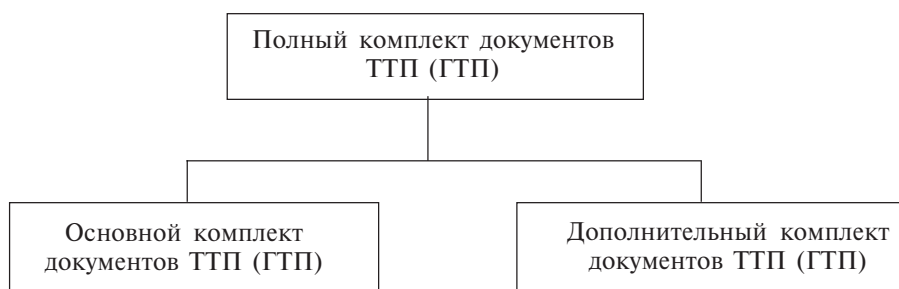 Полный комплект документов
ТТП (ГТП)
Основной комплект
документов ТТП (ГТП)
Дополнительный комплект
документов ТТП (ГТП)